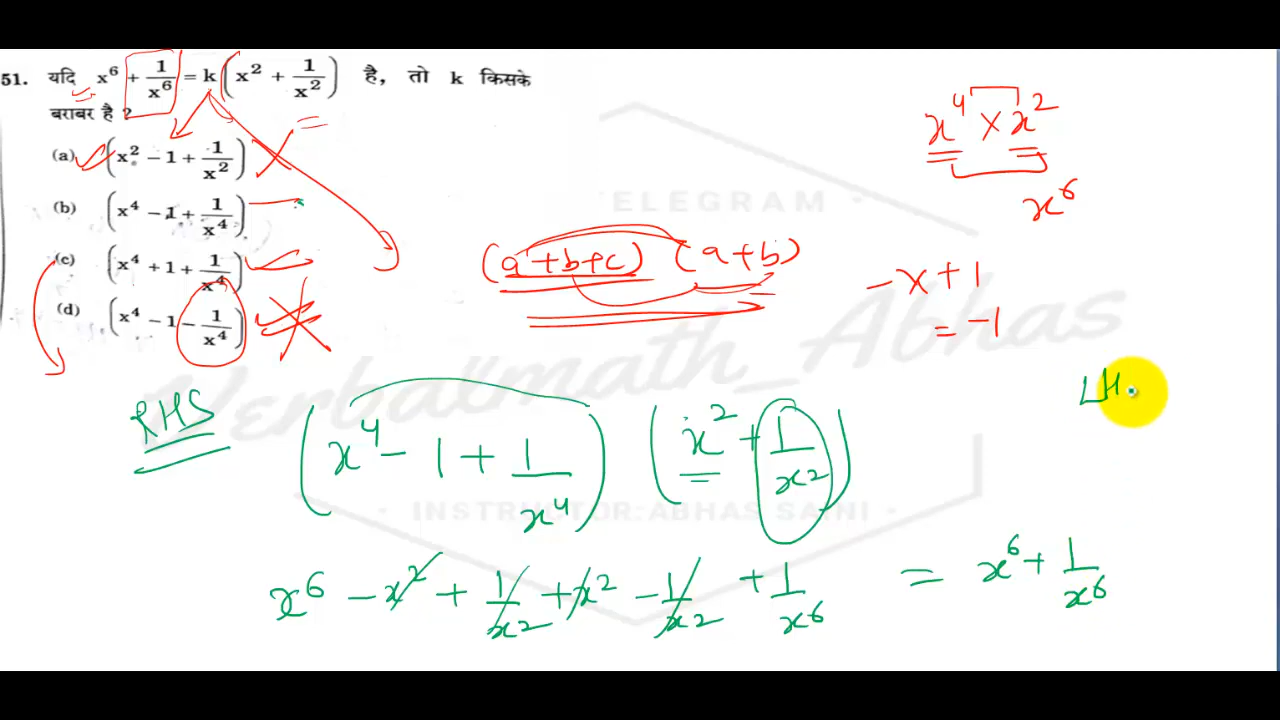 51. यदि x⁶ + 1/x⁶ = k (x² + 1/x²) है, तो k किसके
बराबर है ?
(a) (x² − 1 + 1/x²)
(b) (x⁴ − 1 + 1/x⁴)
(c) (x⁴ + 1 + 1/x⁴)
(d) (x⁴ − 1 − 1/x⁴)
x⁴ × x²
x⁶
TELEGRAM
(a + b + c) (a + b)
− x + 1
= −1
Verbalmath_Abhas
LH
RHS
(x⁴ − 1 + 1/x⁴) (x² + 1/x²)
INSTRUCTOR: ABHAS SAINI
x⁶ − x² + 1/x² + x² − 1/x² + 1/x⁶ = x⁶ + 1/x⁶